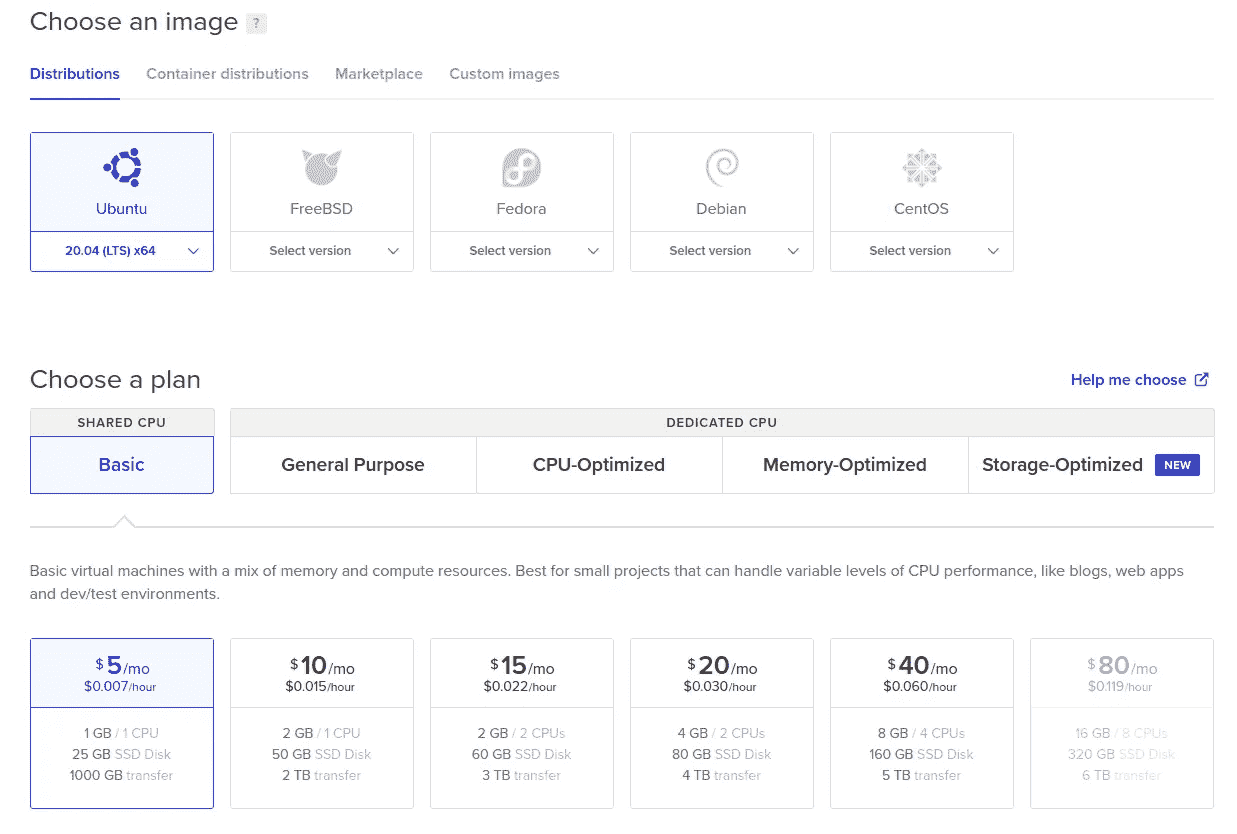 Choose an image ?
Distributions Container distributions Marketplace Custom images
Ubuntu FreeBSD Fedora Debian CentOS
20.04 (LTS) x64 Select version Select version Select version Select version
Choose a plan Help me choose
SHARED CPU DEDICATED CPU
Basic General Purpose CPU-Optimized Memory-Optimized Storage-Optimized NEW
Basic virtual machines with a mix of memory and compute resources. Best for small projects that can handle variable levels of CPU performance, like blogs, web apps
and dev/test environments.
$5/mo $10/mo $15/mo $20/mo $40/mo $80/mo
$0.007/hour $0.015/hour $0.022/hour $0.030/hour $0.060/hour $0.119/hour
1 GB / 1 CPU 2 GB / 1 CPU 2 GB / 2 CPUs 4 GB / 2 CPUs 8 GB / 4 CPUs 16 GB / 8 CPUs
25 GB SSD Disk 50 GB SSD Disk 60 GB SSD Disk 80 GB SSD Disk 160 GB SSD Disk 320 GB SSD Disk
1000 GB transfer 2 TB transfer 3 TB transfer 4 TB transfer 5 TB transfer 6 TB transfer